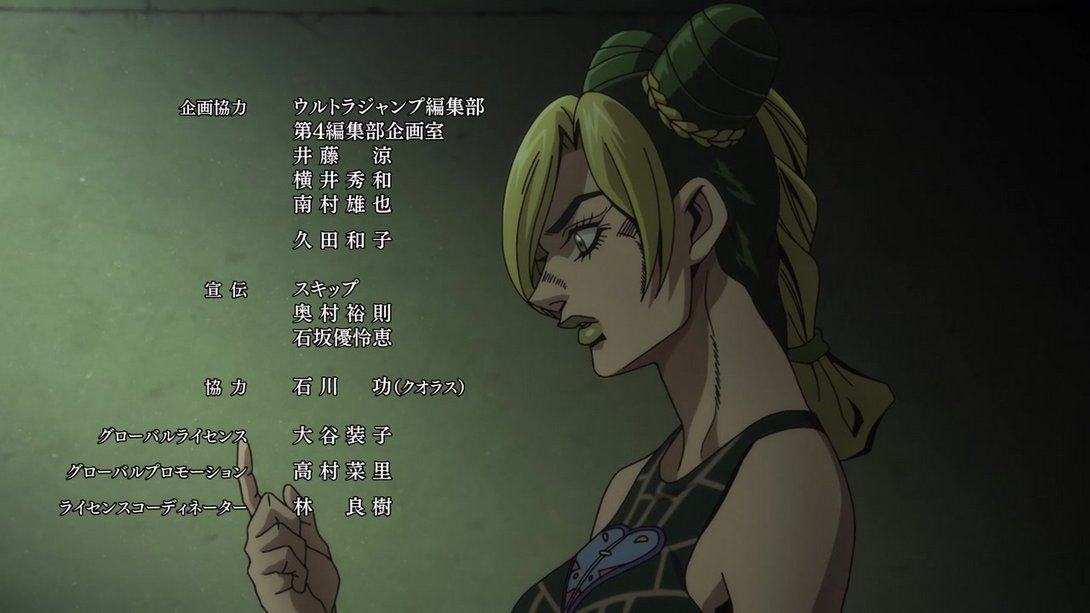 企画協力 ウルトラジャンプ編集部
第4編集部企画室
井藤 涼
横井秀和
南村雄也
久田和子
宣伝 スキップ
奥村裕則
石坂優怜恵
協力 石川 功(クオラス)
グローバルライセンス 大谷装子
グローバルプロモーション 高村菜里
ライセンスコーディネーター 林 良樹